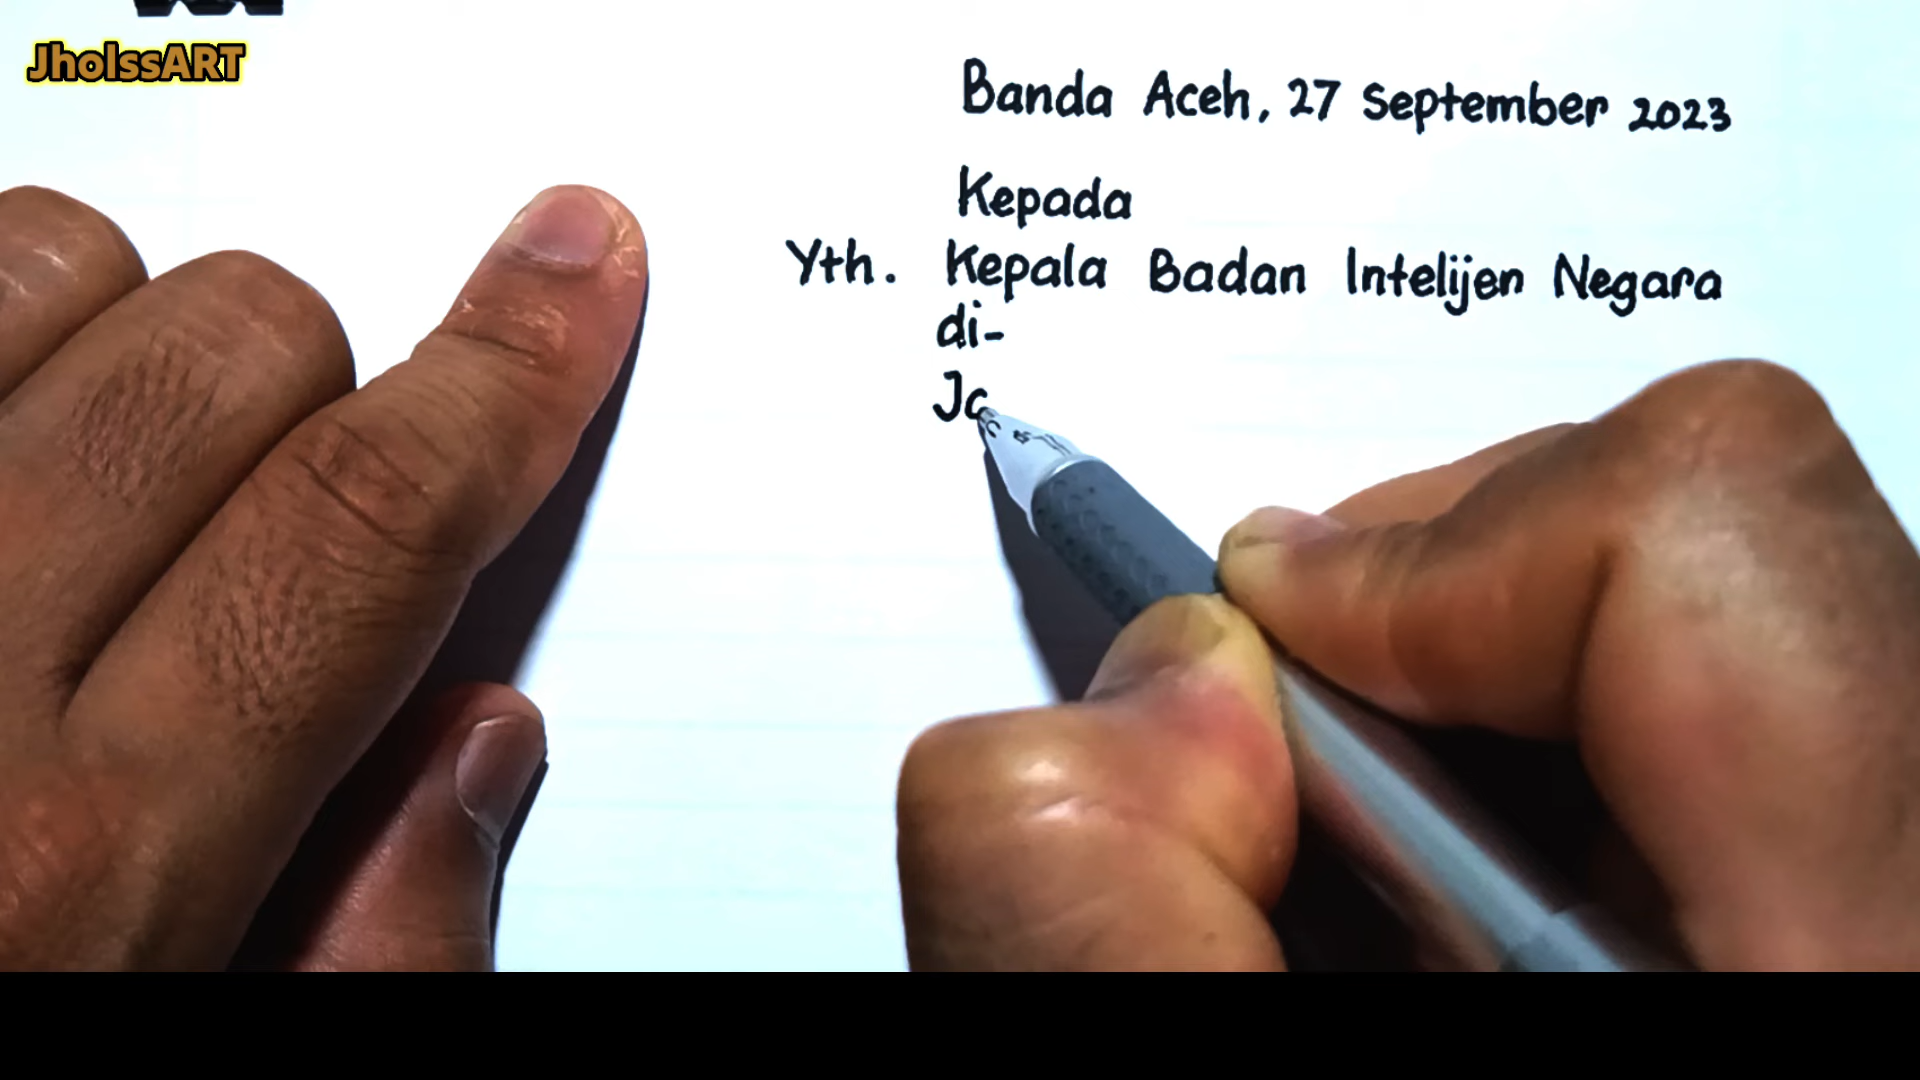 JholssART
Banda Aceh, 27 September 2023
Kepada
Yth. Kepala Badan Intelijen Negara
di-